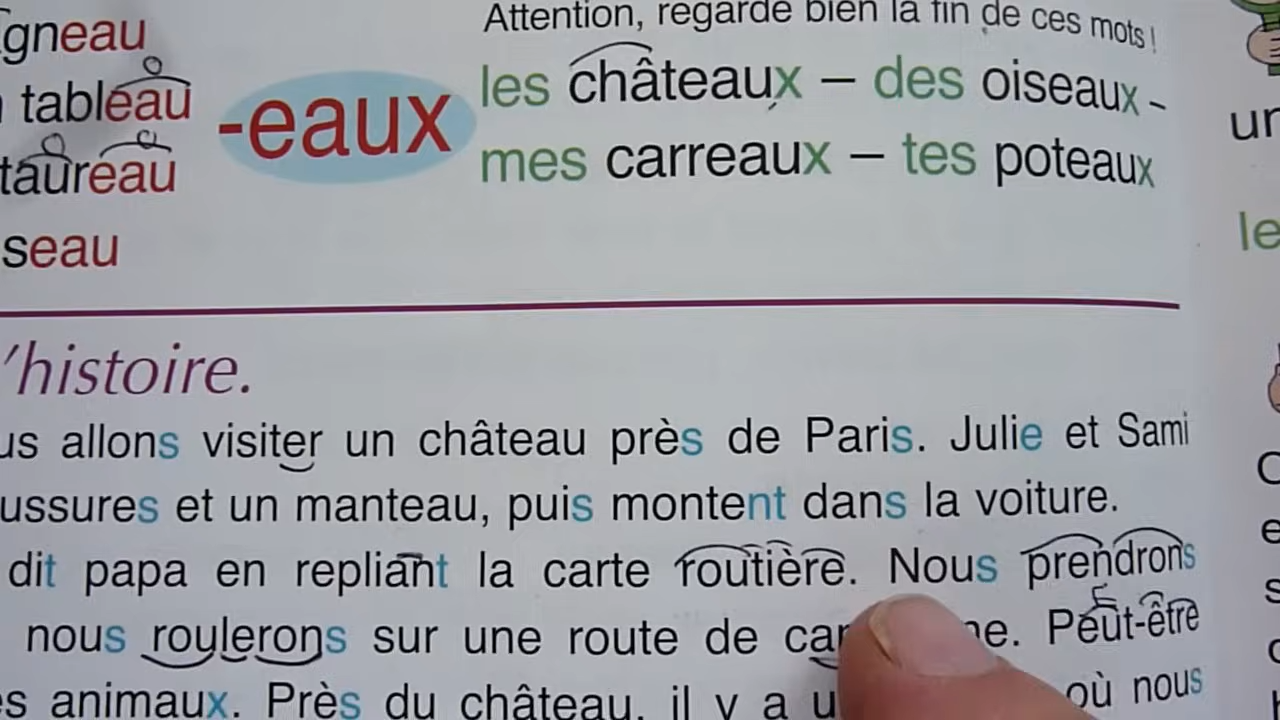 gneau
tableau
taureau
seau
-eaux
Attention, regarde bien la fin de ces mots !
les châteaux – des oiseaux -
mes carreaux – tes poteaux
un
le
'histoire.
us allons visiter un château près de Paris. Julie et Sami
ussures et un manteau, puis montent dans la voiture.
dit papa en repliant la carte routière. Nous prendrons
nous roulerons sur une route de ne. Peut-être
es animaux. Près du château, il y a où nous